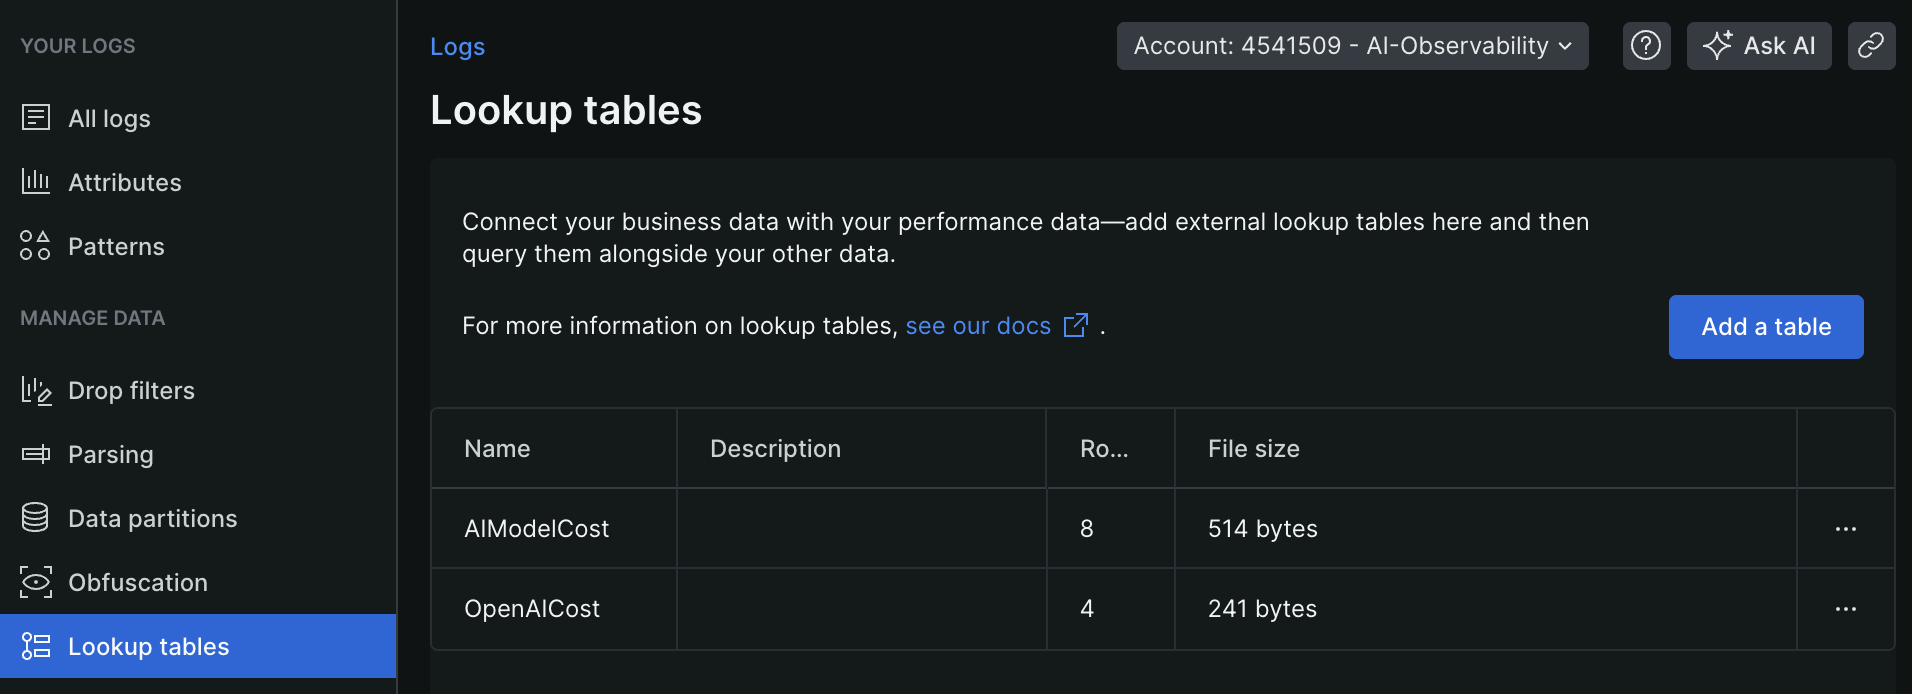 YOUR LOGS
All logs
Attributes
Patterns
MANAGE DATA
Drop filters
Parsing
Data partitions
Obfuscation
Lookup tables
Logs
Account: 4541509 - AI-Observability
Ask AI
Lookup tables
Connect your business data with your performance data—add external lookup tables here and then
query them alongside your other data.
For more information on lookup tables, see our docs .
Add a table
Name Description Ro... File size
AIModelCost 8 514 bytes ...
OpenAICost 4 241 bytes ...